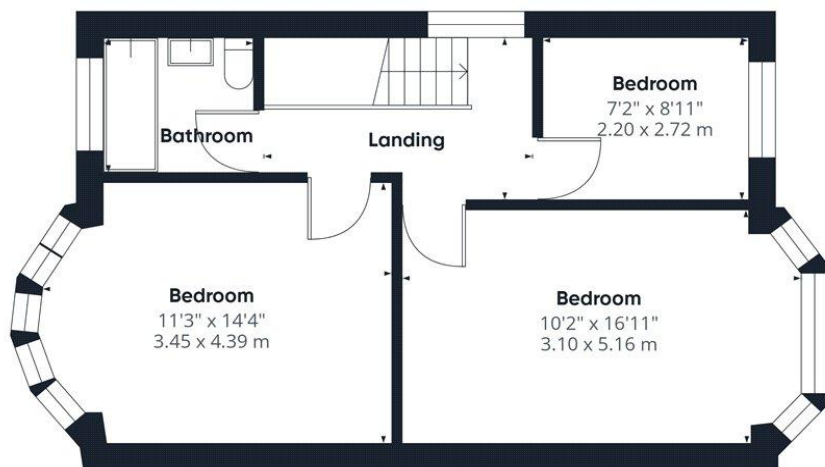 Bedroom
7'2" x 8'11"
2.20 x 2.72 m
Bathroom
Landing
Bedroom
11'3" x 14'4"
3.45 x 4.39 m
Bedroom
10'2" x 16'11"
3.10 x 5.16 m